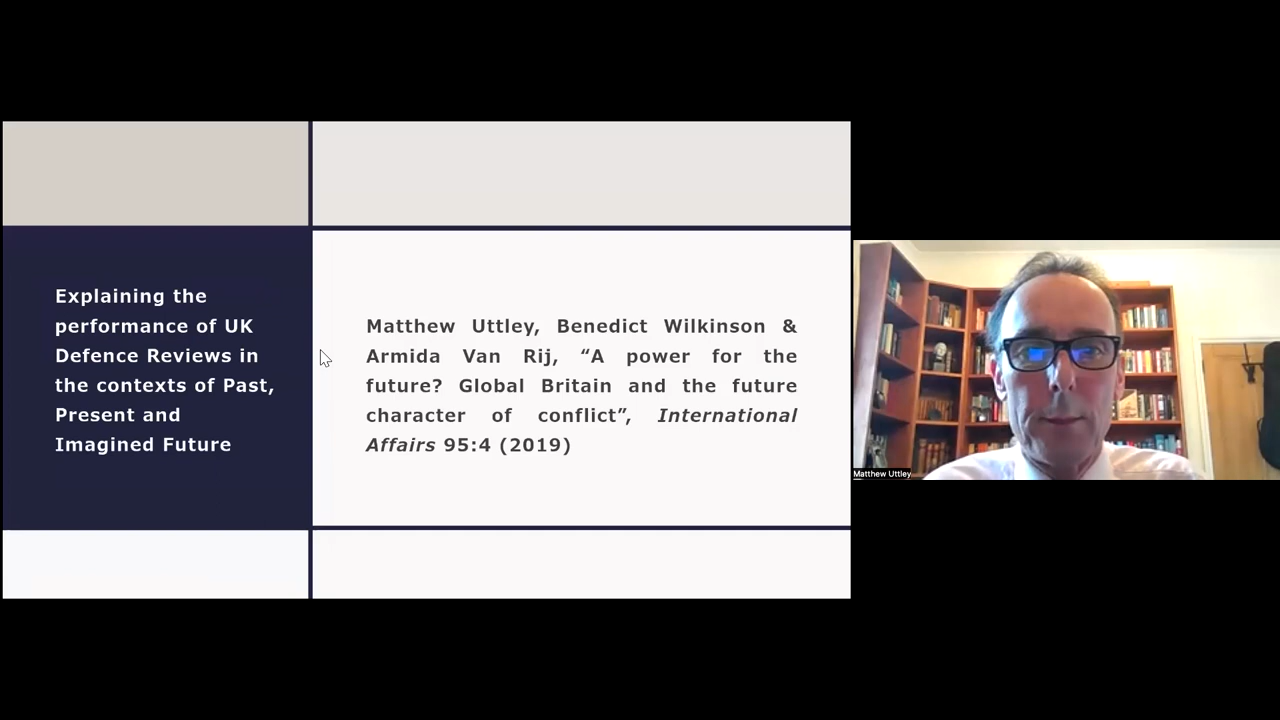 Explaining the
performance of UK
Defence Reviews in
the contexts of Past,
Present and
Imagined Future
Matthew Uttley, Benedict Wilkinson &
Armida Van Rij, “A power for the
future? Global Britain and the future
character of conflict”, International
Affairs 95:4 (2019)
Matthew Uttley